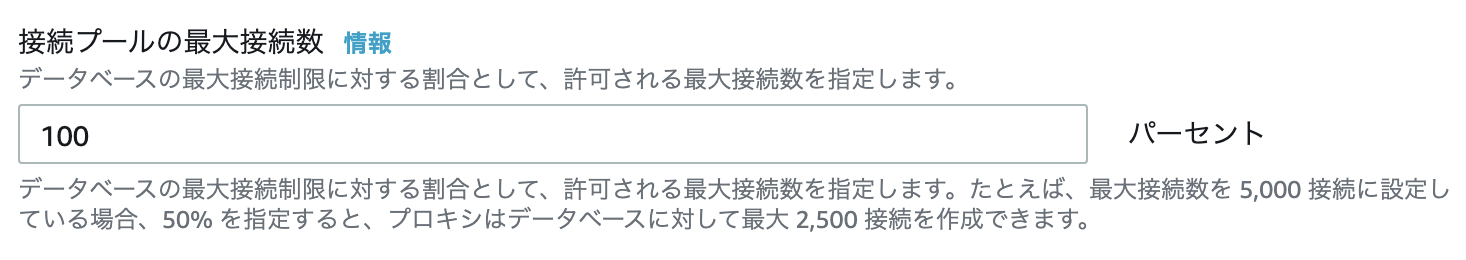 接続プールの最大接続数 情報
データベースの最大接続制限に対する割合として、許可される最大接続数を指定します。
100 パーセント
データベースの最大接続制限に対する割合として、許可される最大接続数を指定します。たとえば、最大接続数を 5,000 接続に設定し
ている場合、50% を指定すると、プロキシはデータベースに対して最大 2,500 接続を作成できます。